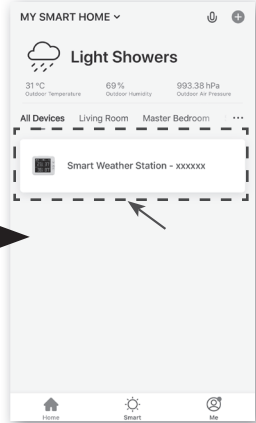 MY SMART HOME
Light Showers
31 °C 69% 993.38 hPa
Outdoor Temperature Outdoor Humidity Outdoor Air Pressure
All Devices Living Room Master Bedroom
Smart Weather Station - xxxxxx
Home Smart Me